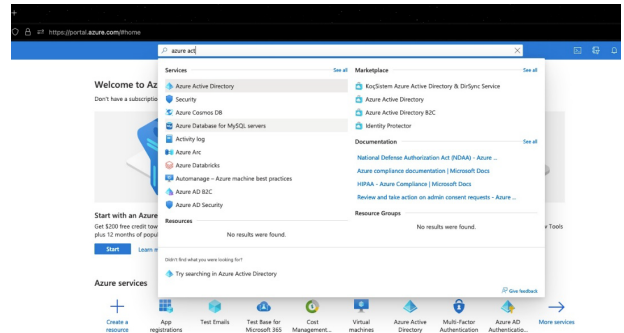 https://portal.azure.com/#home
azure act
Services
See all
Azure Active Directory
Security
Azure Cosmos DB
Azure Database for MySQL servers
Activity log
Azure Arc
Azure Databricks
Automanage – Azure machine best practices
Azure AD B2C
Azure AD Security
Resources
No results were found.
Marketplace
See all
KoçSistem Azure Active Directory & DirSync Service
Azure Active Directory
Azure Active Directory B2C
Identity Protector
Documentation
See all
National Defense Authorization Act (NDAA) - Azure ...
Azure compliance documentation | Microsoft Docs
HIPAA - Azure Compliance | Microsoft Docs
Review and take action on admin consent requests - Azure ...
Resource Groups
No results were found.
Didn't find what you were looking for?
Try searching in Azure Active Directory
Give feedback
Welcome to Az
Don't have a subscriptio
Start with an Azure
Get $200 free credit tow
plus 12 months of popul
Start
Learn m
Tools
Azure services
Create a resource
App registrations
Test Emails
Test Base for Microsoft 365
Cost Management...
Virtual machines
Azure Active Directory
Multi-Factor Authentication
Azure AD Authenticatio...
More services